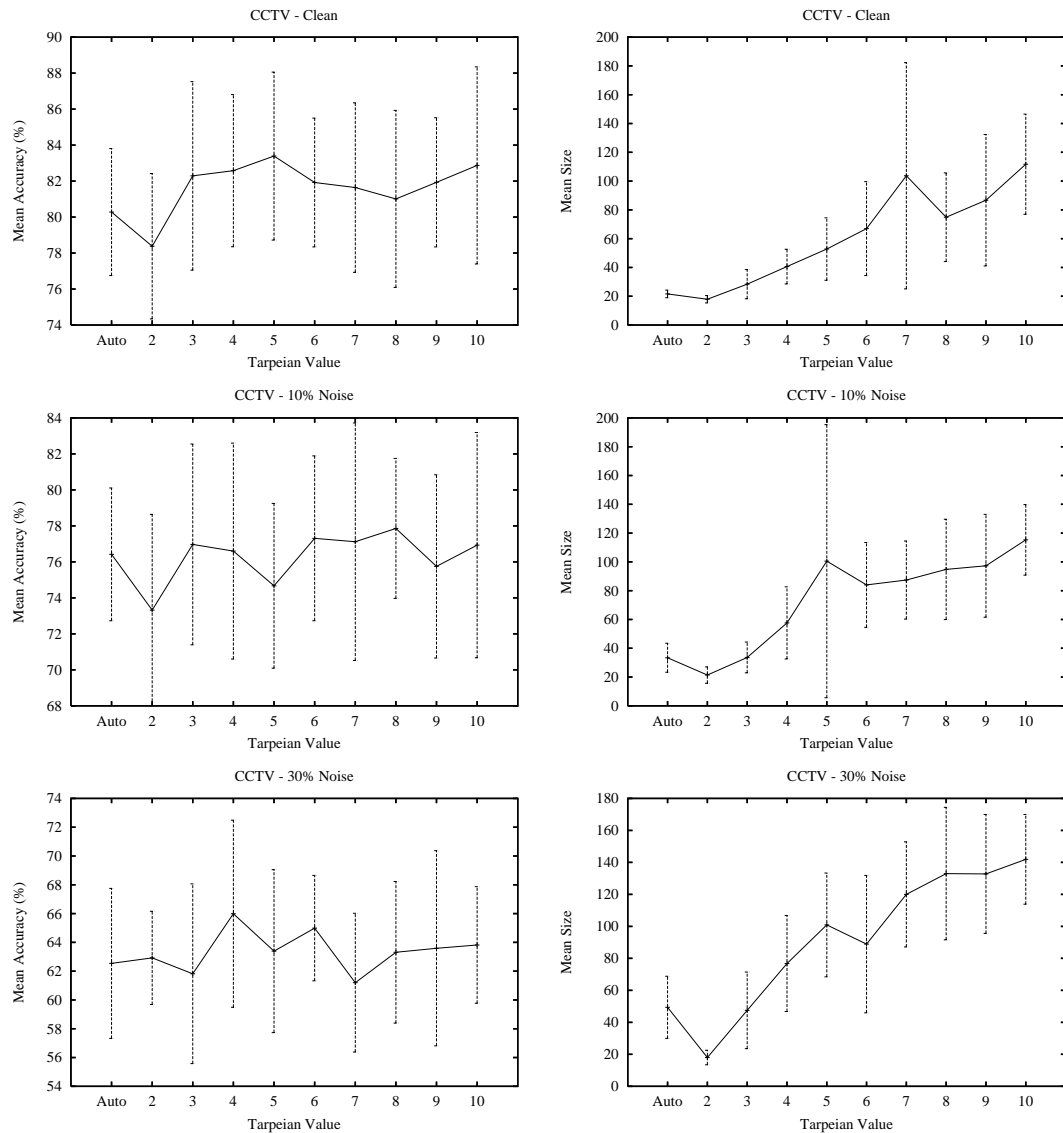 CCTV - Clean
90
88
86
84
82
80
78
76
74
Mean Accuracy (%)
Auto 2 3 4 5 6 7 8 9 10
Tarpeian Value
CCTV - Clean
200
180
160
140
120
100
80
60
40
20
0
Mean Size
Auto 2 3 4 5 6 7 8 9 10
Tarpeian Value
CCTV - 10% Noise
84
82
80
78
76
74
72
70
68
Mean Accuracy (%)
Auto 2 3 4 5 6 7 8 9 10
Tarpeian Value
CCTV - 10% Noise
200
180
160
140
120
100
80
60
40
20
0
Mean Size
Auto 2 3 4 5 6 7 8 9 10
Tarpeian Value
CCTV - 30% Noise
74
72
70
68
66
64
62
60
58
56
54
Mean Accuracy (%)
Auto 2 3 4 5 6 7 8 9 10
Tarpeian Value
CCTV - 30% Noise
180
160
140
120
100
80
60
40
20
0
Mean Size
Auto 2 3 4 5 6 7 8 9 10
Tarpeian Value